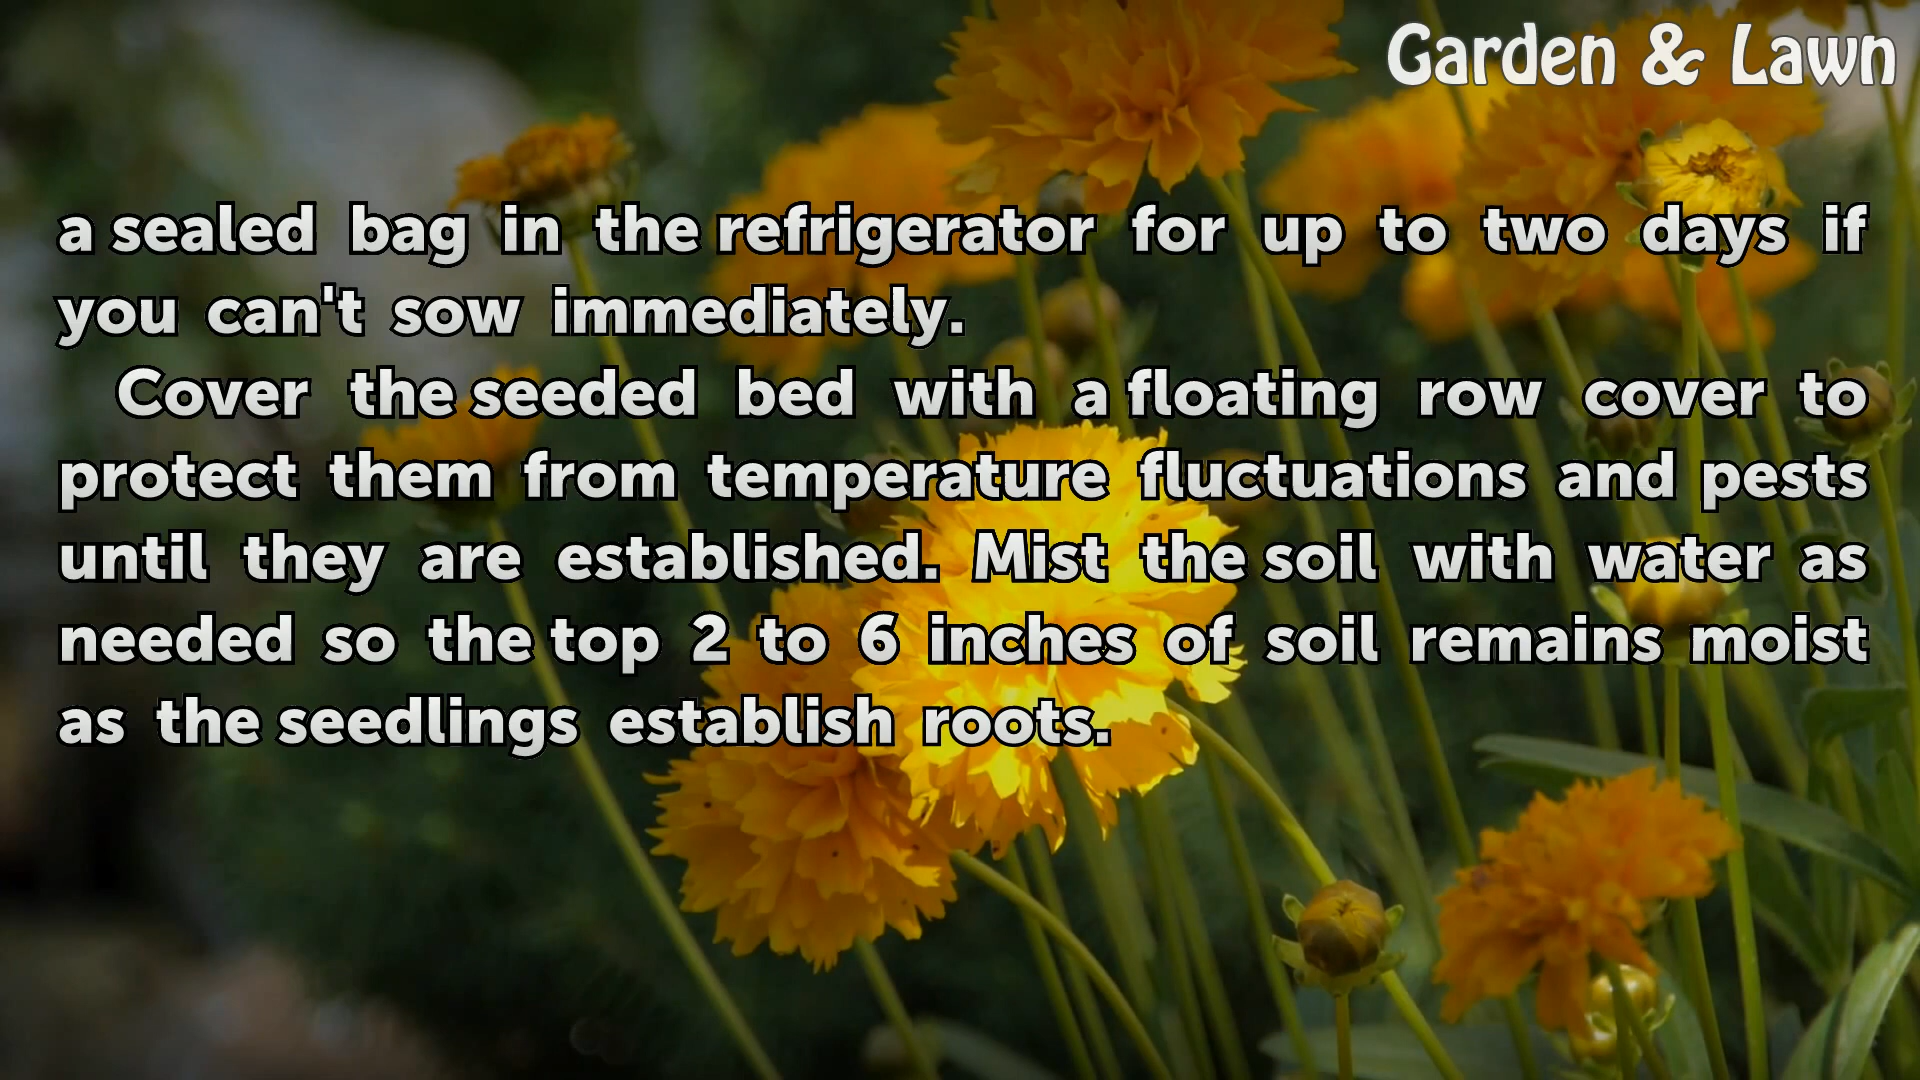 Garden & Lawn
a sealed bag in the refrigerator for up to two days if
you can't sow immediately.
Cover the seeded bed with a floating row cover to
protect them from temperature fluctuations and pests
until they are established. Mist the soil with water as
needed so the top 2 to 6 inches of soil remains moist
as the seedlings establish roots.